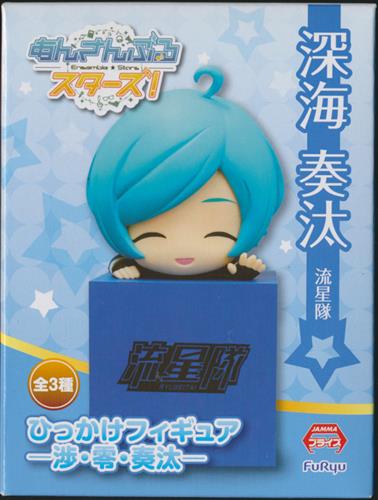 あんさんぶる
Ensemble★Stars
スターズ!
深海 奏汰
流星隊
流星隊
RYUSEITAI
全3種
ひっかけフィギュア
―渉・零・奏汰―
JAMMA
プライズ
FuRyu